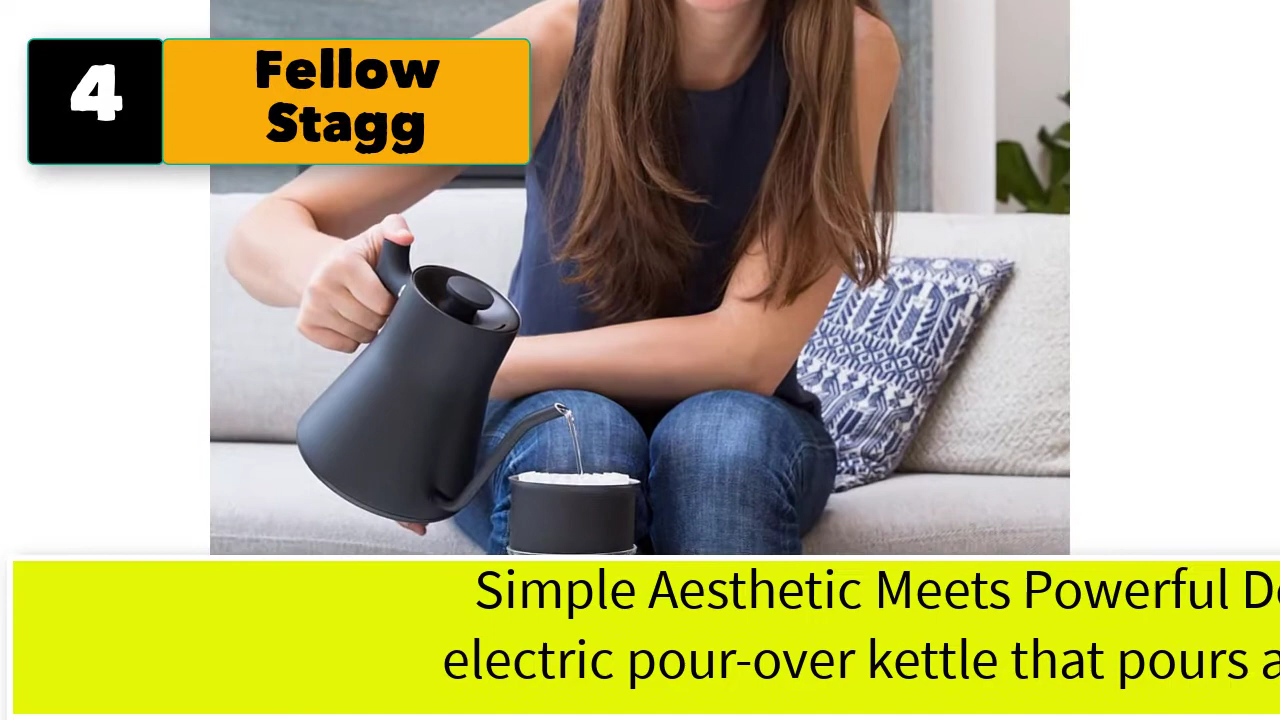 4
Fellow
Stagg
Simple Aesthetic Meets Powerful
electric pour-over kettle that pours